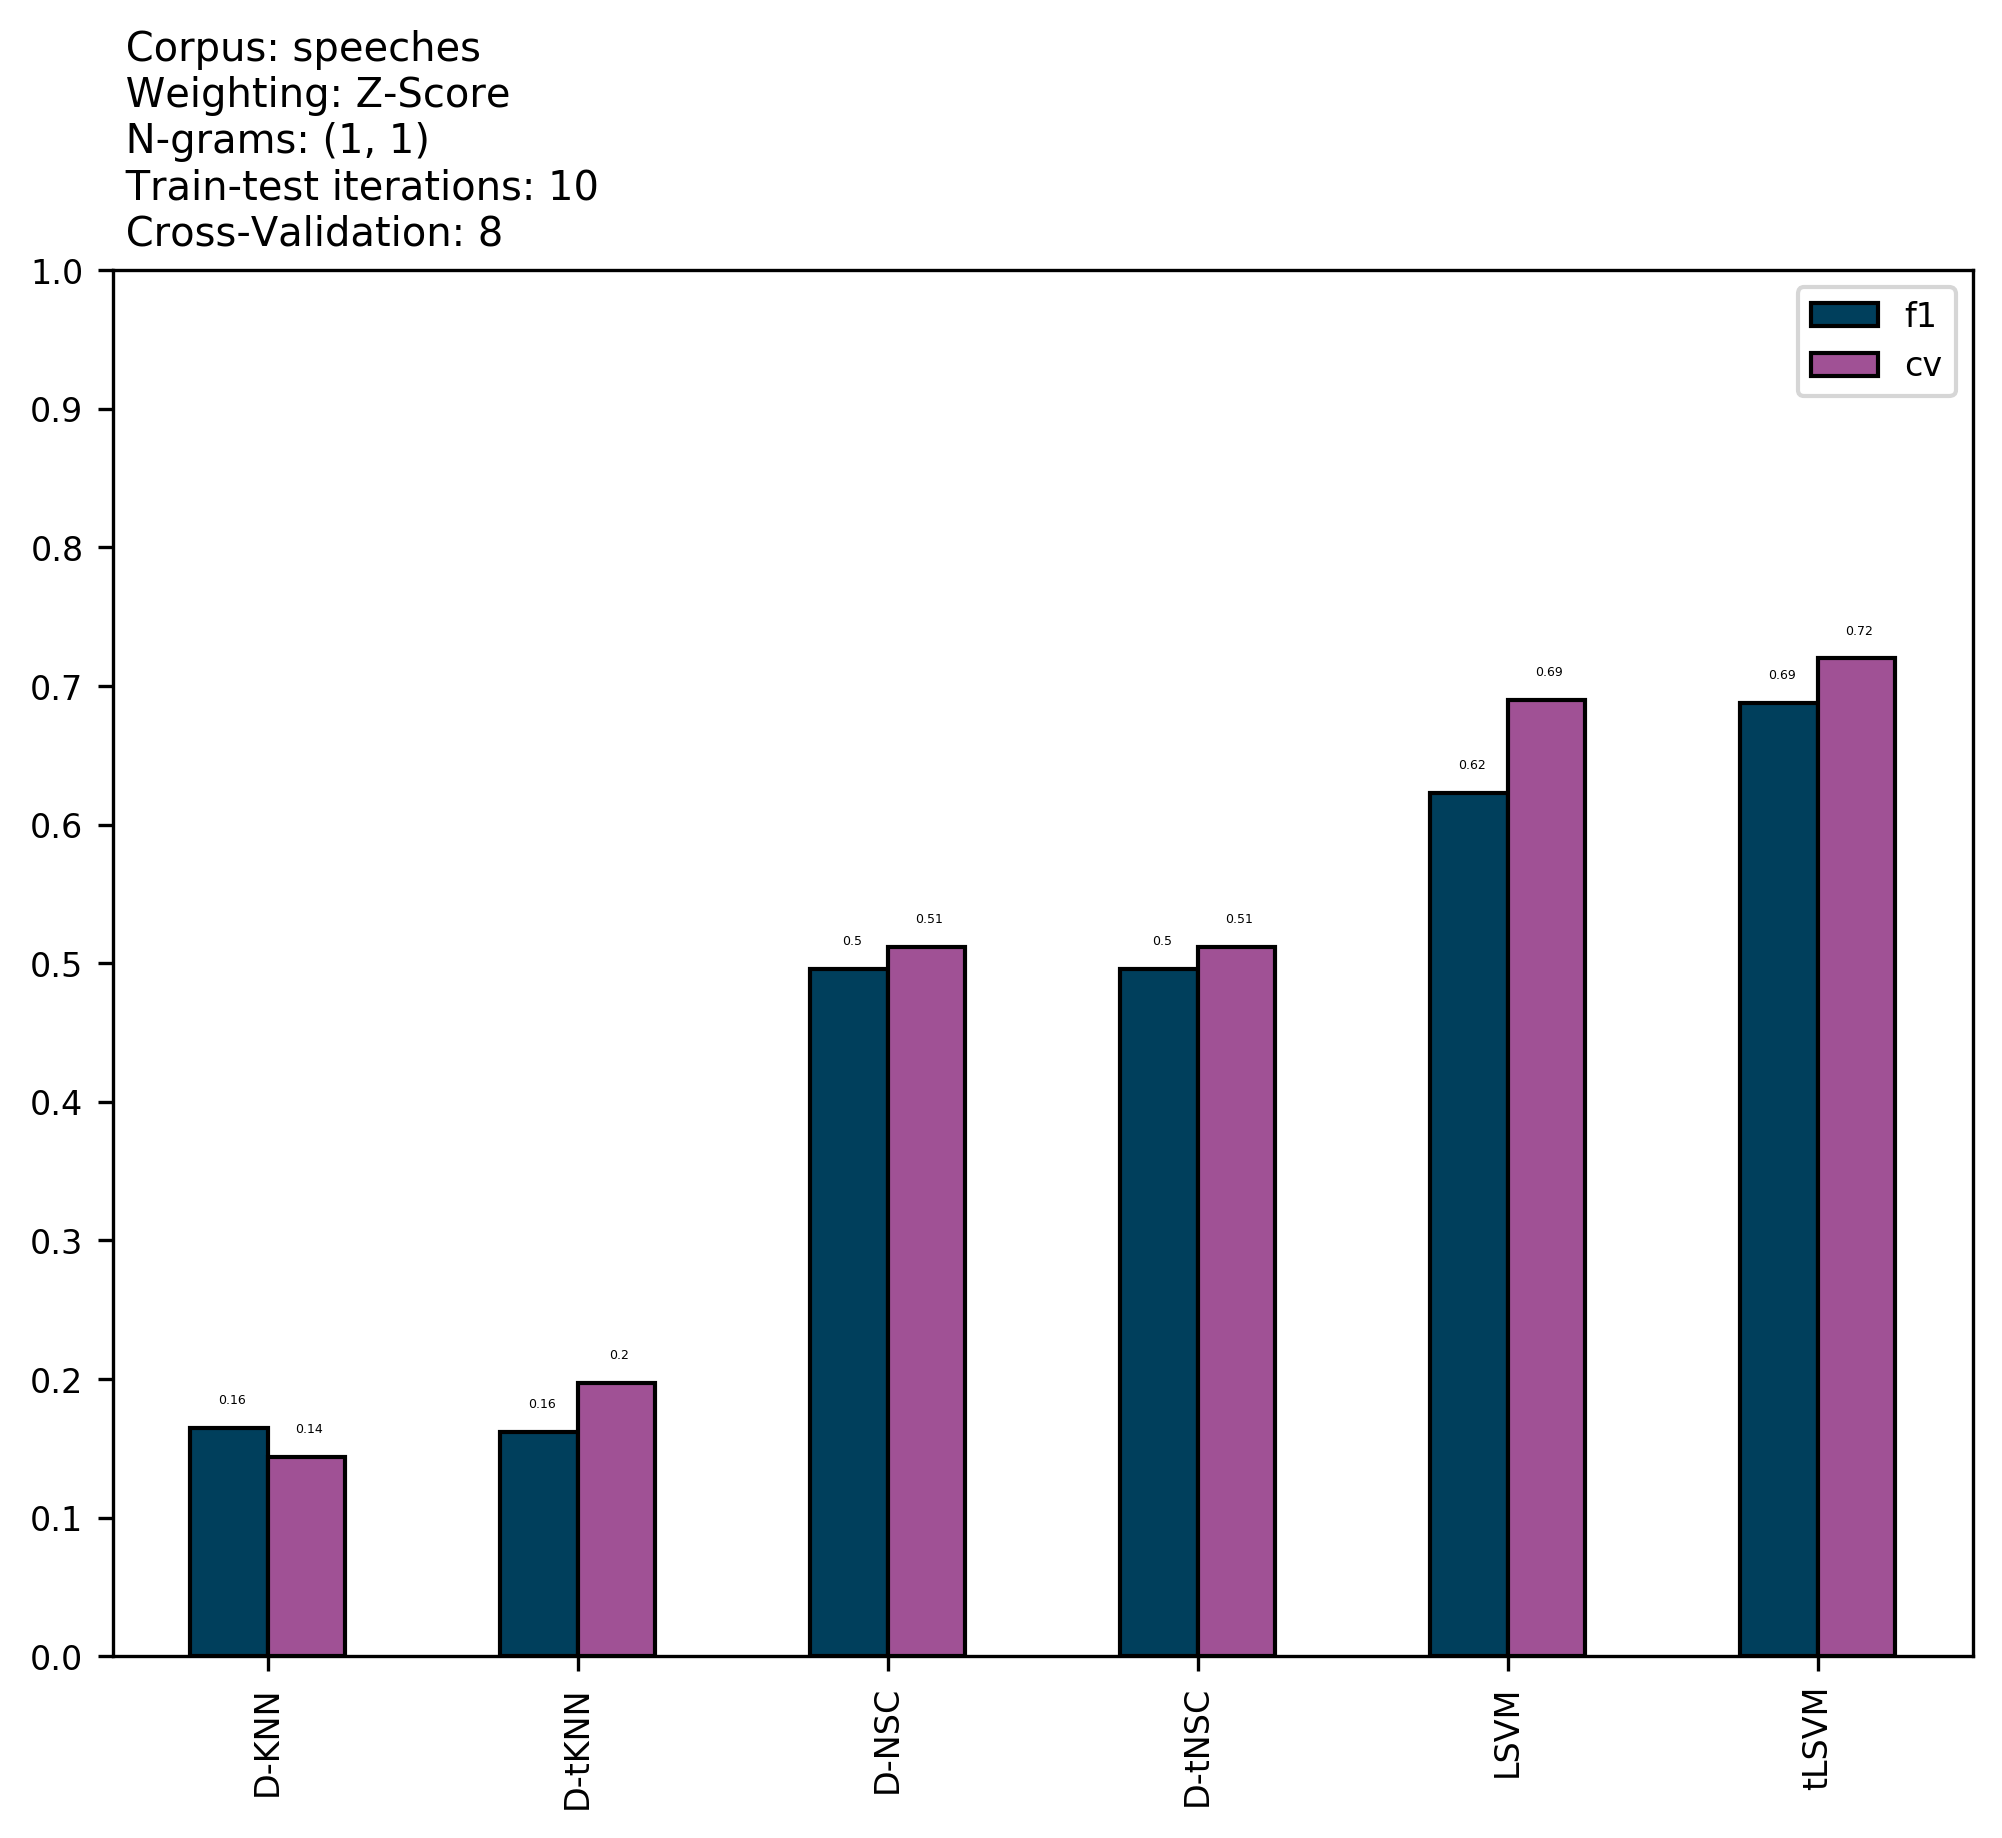 Corpus: speeches
Weighting: Z-Score
N-grams: (1, 1)
Train-test iterations: 10
Cross-Validation: 8
1.0
0.9
0.8
0.7
0.6
0.5
0.4
0.3
0.2
0.1
0.0
f1
cv
0.16
0.14
0.16
0.2
0.5
0.51
0.5
0.51
0.62
0.69
0.69
0.72
D-KNN
D-tKNN
D-NSC
D-tNSC
LSVM
tLSVM